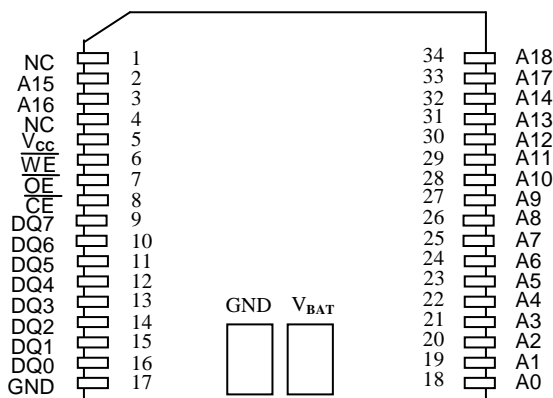 NC 1 34 A18
A15 2 33 A17
A16 3 32 A14
NC 4 31 A13
VCC 5 30 A12
WE 6 29 A11
OE 7 28 A10
CE 8 27 A9
DQ7 9 26 A8
DQ6 10 25 A7
DQ5 11 24 A6
DQ4 12 23 A5
DQ3 13 22 A4
DQ2 14 21 A3
DQ1 15 20 A2
DQ0 16 19 A1
GND 17 18 A0
GND VBAT